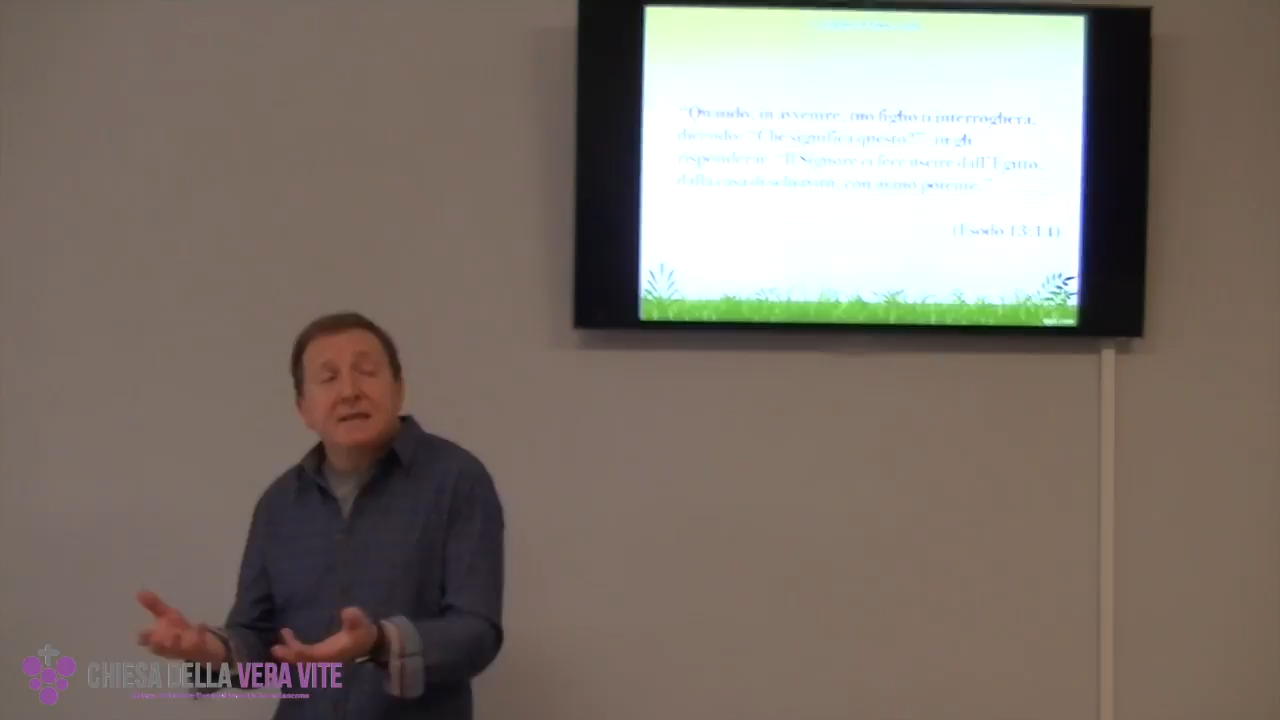 "Quando, in avvenire, tuo figlio ti interrogherà,
dicendo: "Che significa questo?", tu gli
risponderai: "Il Signore ci fece uscire dall'Egitto,
dalla casa di schiavitù, con mano potente."
(Esodo 13:14)
CHIESA DELLA VERA VITE